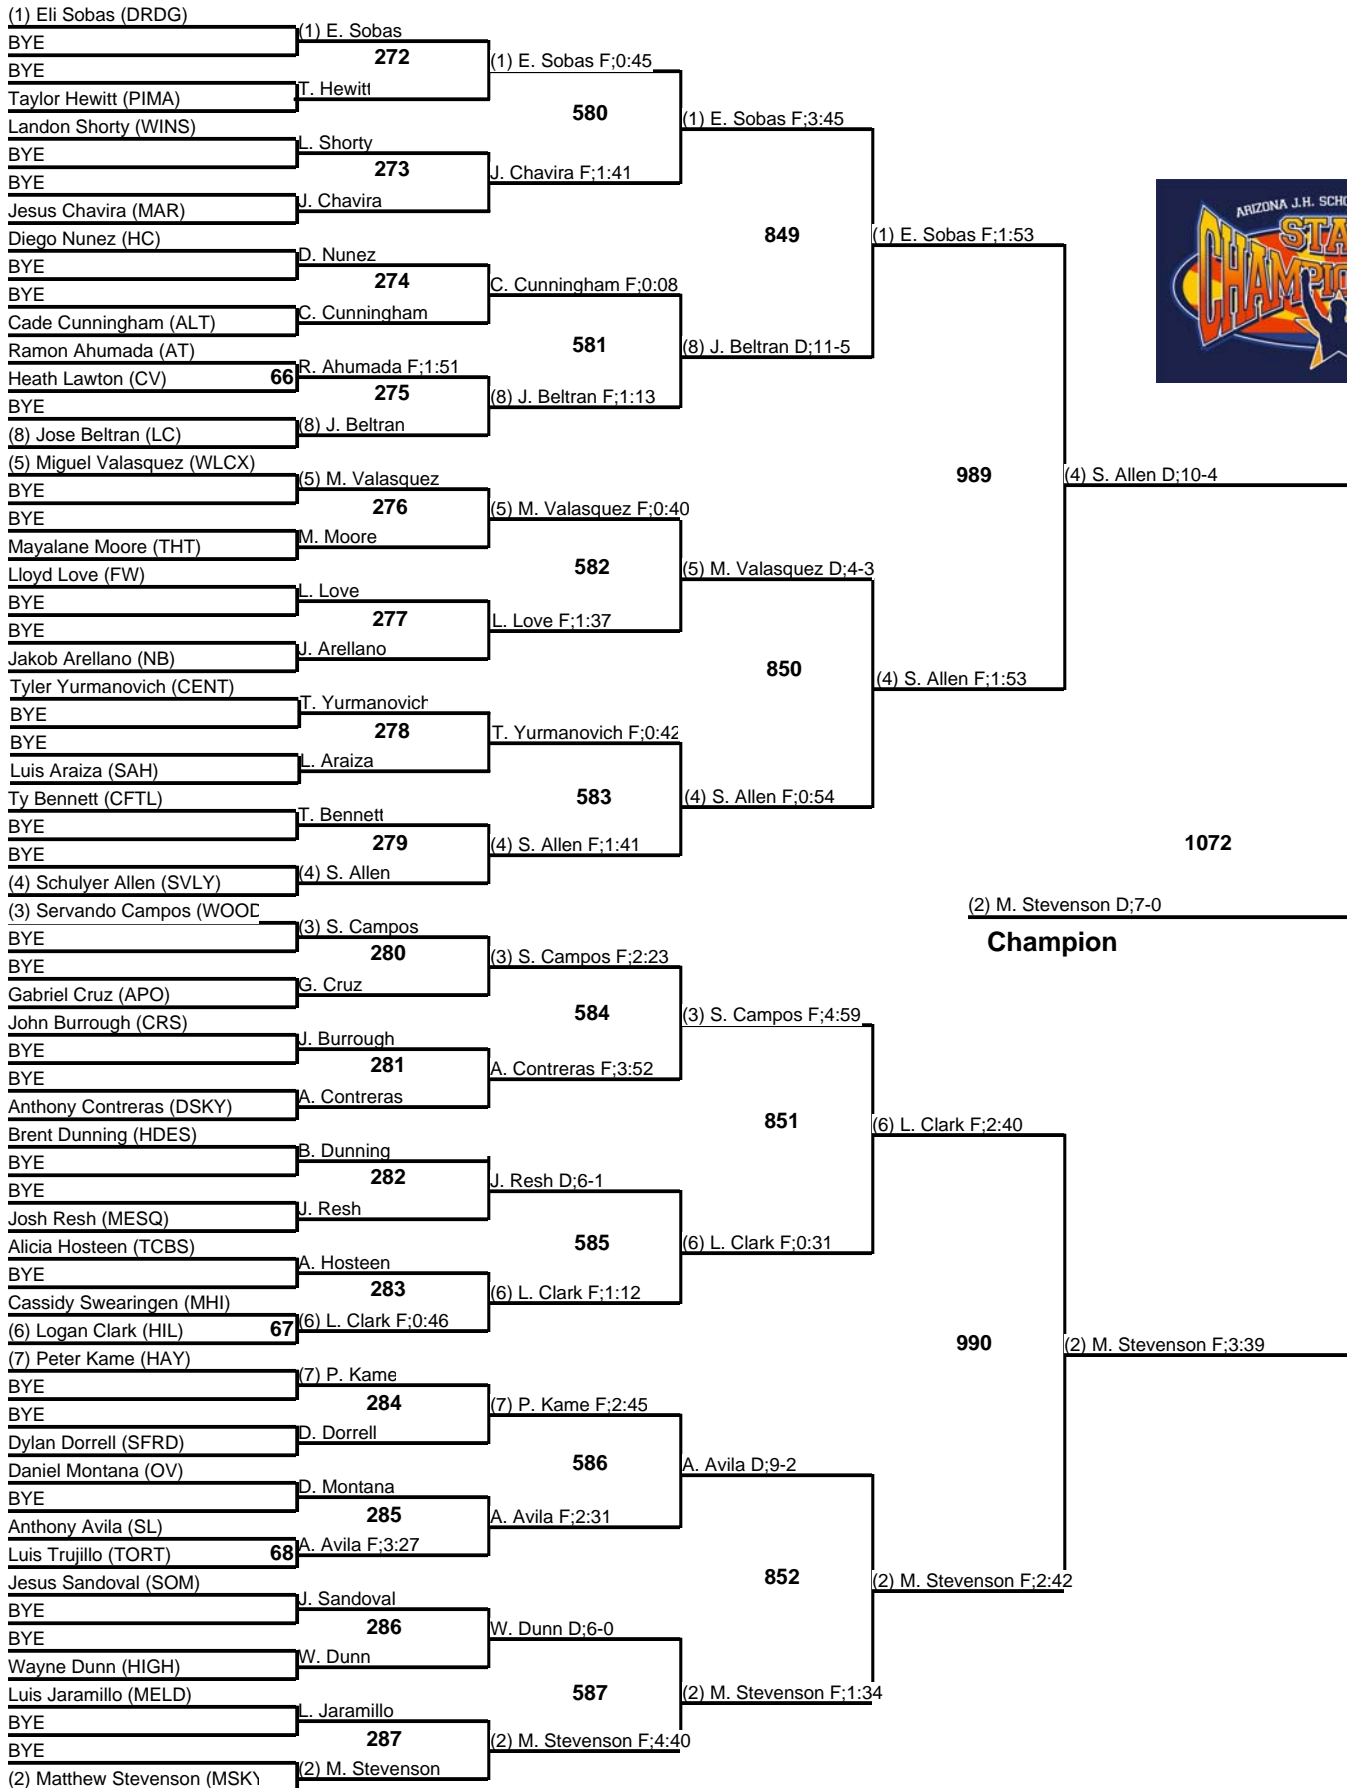 (1) Eli Sobas (DRDG)
BYE
BYE
Taylor Hewitt (PIMA)
Landon Shorty (WINS)
BYE
BYE
Jesus Chavira (MAR)
Diego Nunez (HC)
BYE
BYE
Cade Cunningham (ALT)
Ramon Ahumada (AT)
Heath Lawton (CV) 66
BYE
(8) Jose Beltran (LC)
(5) Miguel Valasquez (WLCX)
BYE
BYE
Mayalane Moore (THT)
Lloyd Love (FW)
BYE
BYE
Jakob Arellano (NB)
Tyler Yurmanovich (CENT)
BYE
BYE
Luis Araiza (SAH)
Ty Bennett (CFTL)
BYE
BYE
(4) Schulyer Allen (SVLY)
(3) Servando Campos (WOOD
BYE
BYE
Gabriel Cruz (APO)
John Burrough (CRS)
BYE
BYE
Anthony Contreras (DSKY)
Brent Dunning (HDES)
BYE
BYE
Josh Resh (MESQ)
Alicia Hosteen (TCBS)
BYE
Cassidy Swearingen (MHI)
(6) Logan Clark (HIL) 67
(7) Peter Kame (HAY)
BYE
BYE
Dylan Dorrell (SFRD)
Daniel Montana (OV)
BYE
Anthony Avila (SL)
Luis Trujillo (TORT) 68
Jesus Sandoval (SOM)
BYE
BYE
Wayne Dunn (HIGH)
Luis Jaramillo (MELD)
BYE
BYE
(2) Matthew Stevenson (MSKY
(1) E. Sobas
272
T. Hewitt
L. Shorty
273
J. Chavira
D. Nunez
274
C. Cunningham
R. Ahumada F;1:51
275
(8) J. Beltran
(5) M. Valasquez
276
M. Moore
L. Love
277
J. Arellano
T. Yurmanovich
278
L. Araiza
T. Bennett
279
(4) S. Allen
(3) S. Campos
280
G. Cruz
J. Burrough
281
A. Contreras
B. Dunning
282
J. Resh
A. Hosteen
283
(6) L. Clark F;0:46
(7) P. Kame
284
D. Dorrell
D. Montana
285
A. Avila F;3:27
J. Sandoval
286
W. Dunn
L. Jaramillo
287
(2) M. Stevenson
(1) E. Sobas F;0:45
580
J. Chavira F;1:41
C. Cunningham F;0:08
581
(8) J. Beltran F;1:13
(5) M. Valasquez F;0:40
582
L. Love F;1:37
T. Yurmanovich F;0:42
583
(4) S. Allen F;1:41
(3) S. Campos F;2:23
584
A. Contreras F;3:52
J. Resh D;6-1
585
(6) L. Clark F;1:12
(7) P. Kame F;2:45
586
A. Avila F;2:31
W. Dunn D;6-0
587
(2) M. Stevenson F;4:40
(1) E. Sobas F;3:45
849
(8) J. Beltran D;11-5
(5) M. Valasquez D;4-3
850
(4) S. Allen F;0:54
(3) S. Campos F;4:59
851
(6) L. Clark F;0:31
A. Avila D;9-2
852
(2) M. Stevenson F;1:34
(1) E. Sobas F;1:53
989
(4) S. Allen F;1:53
(6) L. Clark F;2:40
990
(2) M. Stevenson F;2:42
ARIZONA J.H. SCHO
STA
CHAMPIO
(4) S. Allen D;10-4
1072
(2) M. Stevenson D;7-0
Champion
(2) M. Stevenson F;3:39